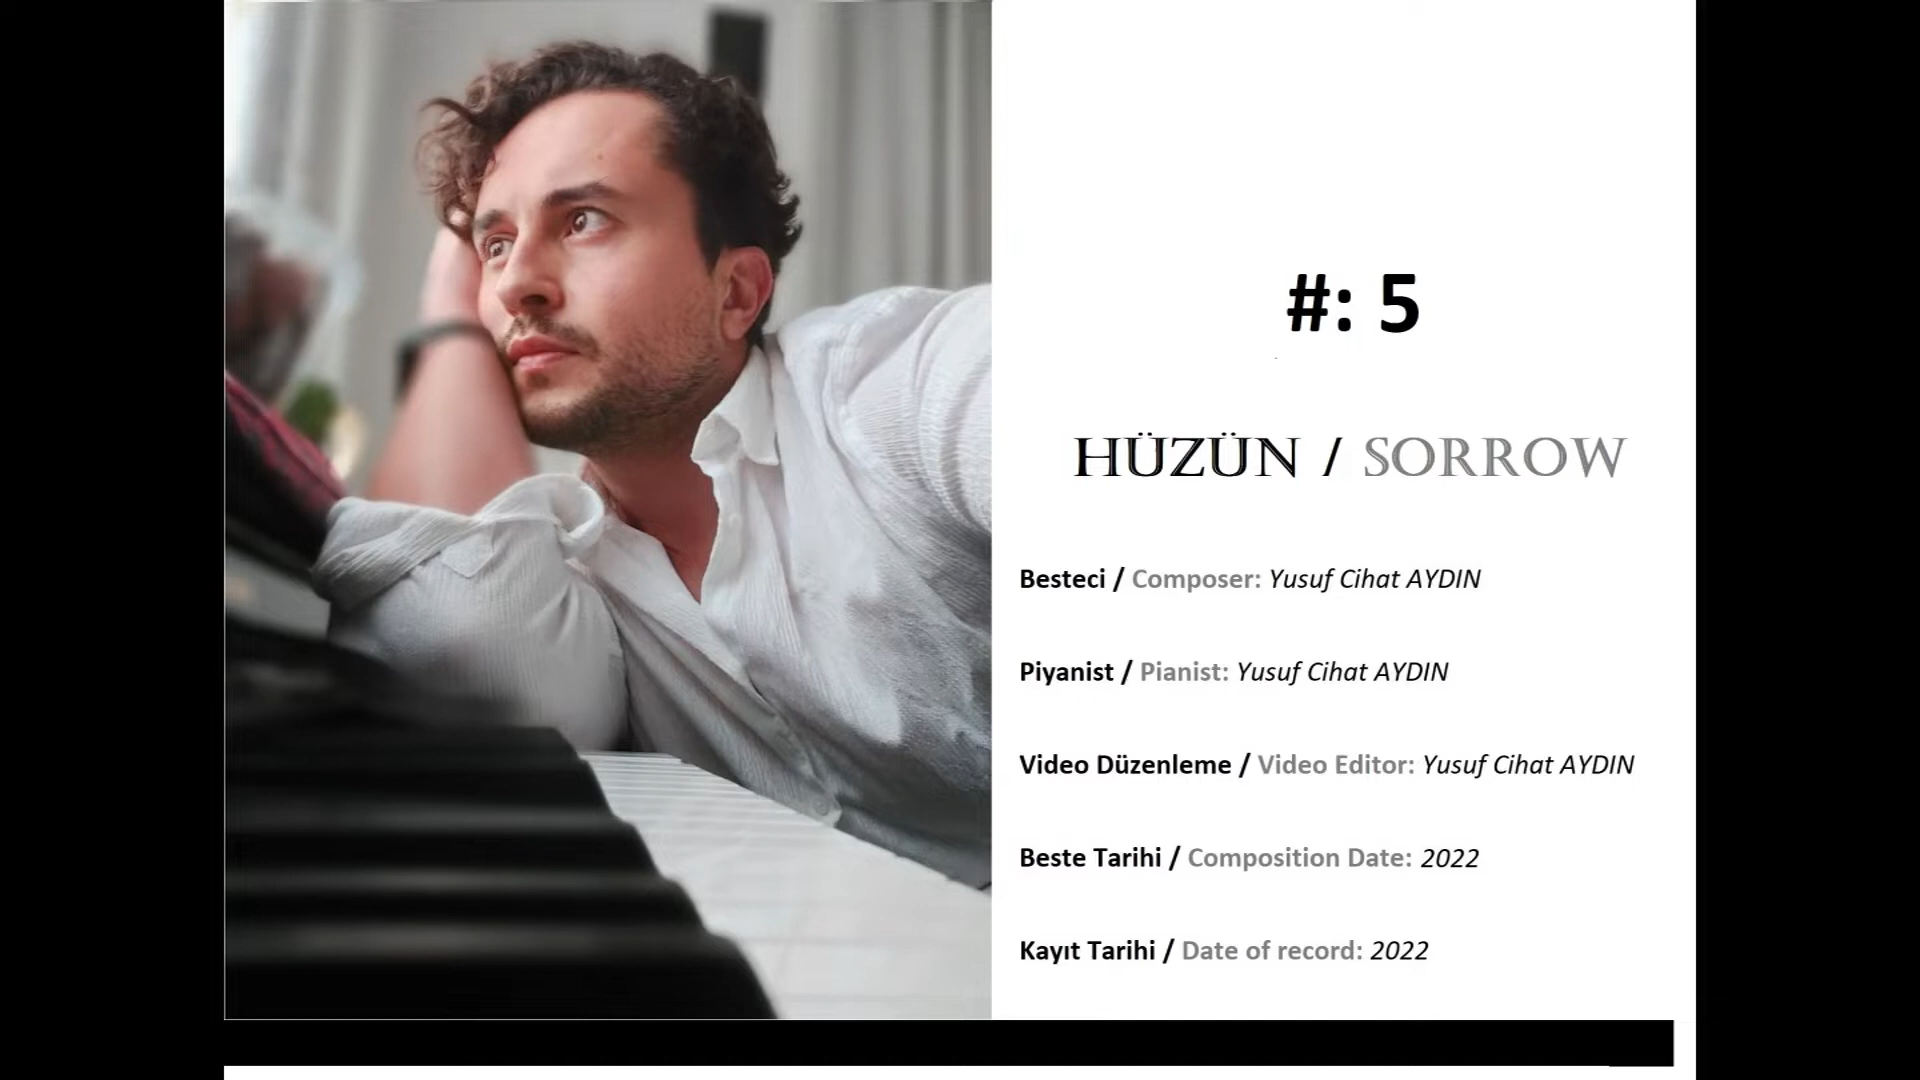 #: 5
HÜZÜN / SORROW
Besteci / Composer: Yusuf Cihat AYDIN
Piyanist / Pianist: Yusuf Cihat AYDIN
Video Düzenleme / Video Editor: Yusuf Cihat AYDIN
Beste Tarihi / Composition Date: 2022
Kayıt Tarihi / Date of record: 2022